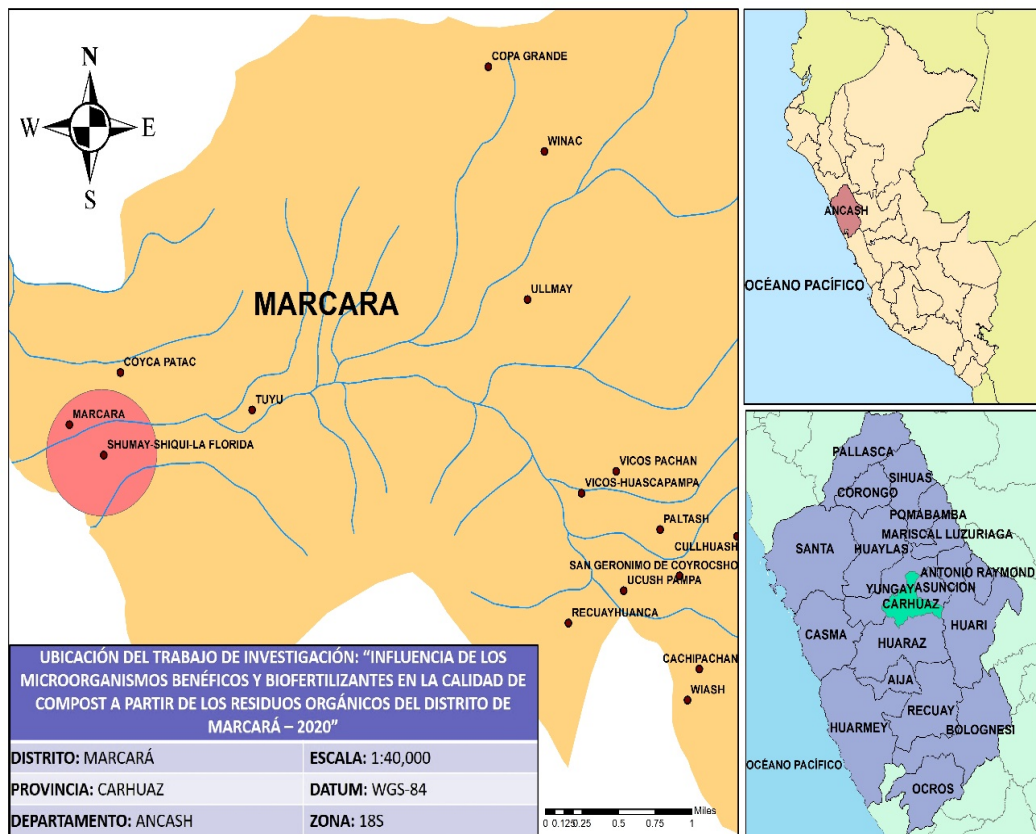 N
W
E
S
COPA GRANDE
WINAC
MARCARA
ULLMAY
COYCA PATAC
MARCARA
TUYU
SHUMAY-SHIQUI-LA FLORIDA
VICOS PACHAN
VICOS-HUASCAPAMPA
PALTASH
CULLHUASH
SAN GERONIMO DE COYROCSHO
UCUSH PAMPA
RECUAYHUANCA
CACHIPACHAN
WIASH
UBICACIÓN DEL TRABAJO DE INVESTIGACIÓN: “INFLUENCIA DE LOS
MICROORGANISMOS BENÉFICOS Y BIOFERTILIZANTES EN LA CALIDAD DE
COMPOST A PARTIR DE LOS RESIDUOS ORGÁNICOS DEL DISTRITO DE
MARCARÁ – 2020”
DISTRITO: MARCARÁ
ESCALA: 1:40,000
PROVINCIA: CARHUAZ
DATUM: WGS-84
DEPARTAMENTO: ANCASH
ZONA: 18S
Miles
0 0.125 0.25 0.5 0.75 1
ANCASH
OCÉANO PACÍFICO
PALLASCA
SIHUAS
CORONGO
POMABAMBA
MARISCAL LUZURIAGA
SANTA
HUAYLAS
ANTONIO RAYMOND
YUNGAY
ASUNCIÓN
CARHUAZ
CASMA
HUARI
HUARAZ
AIJA
RECUAY
HUARMEY
BOLOGNESI
OCÉANO PACÍFICO
OCROS